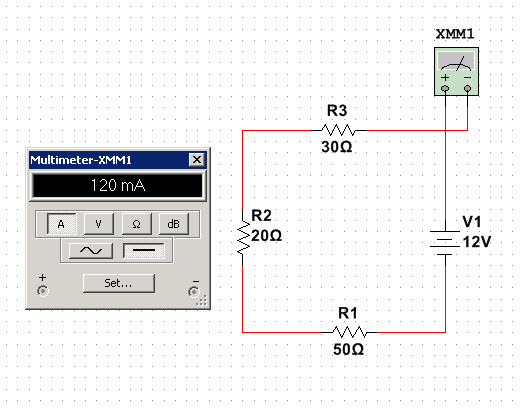 XMM1
+ −
R3
30Ω
Multimeter-XMM1
120 mA
A V Ω dB
Set...
+ −
R2
20Ω
V1
12V
R1
50Ω